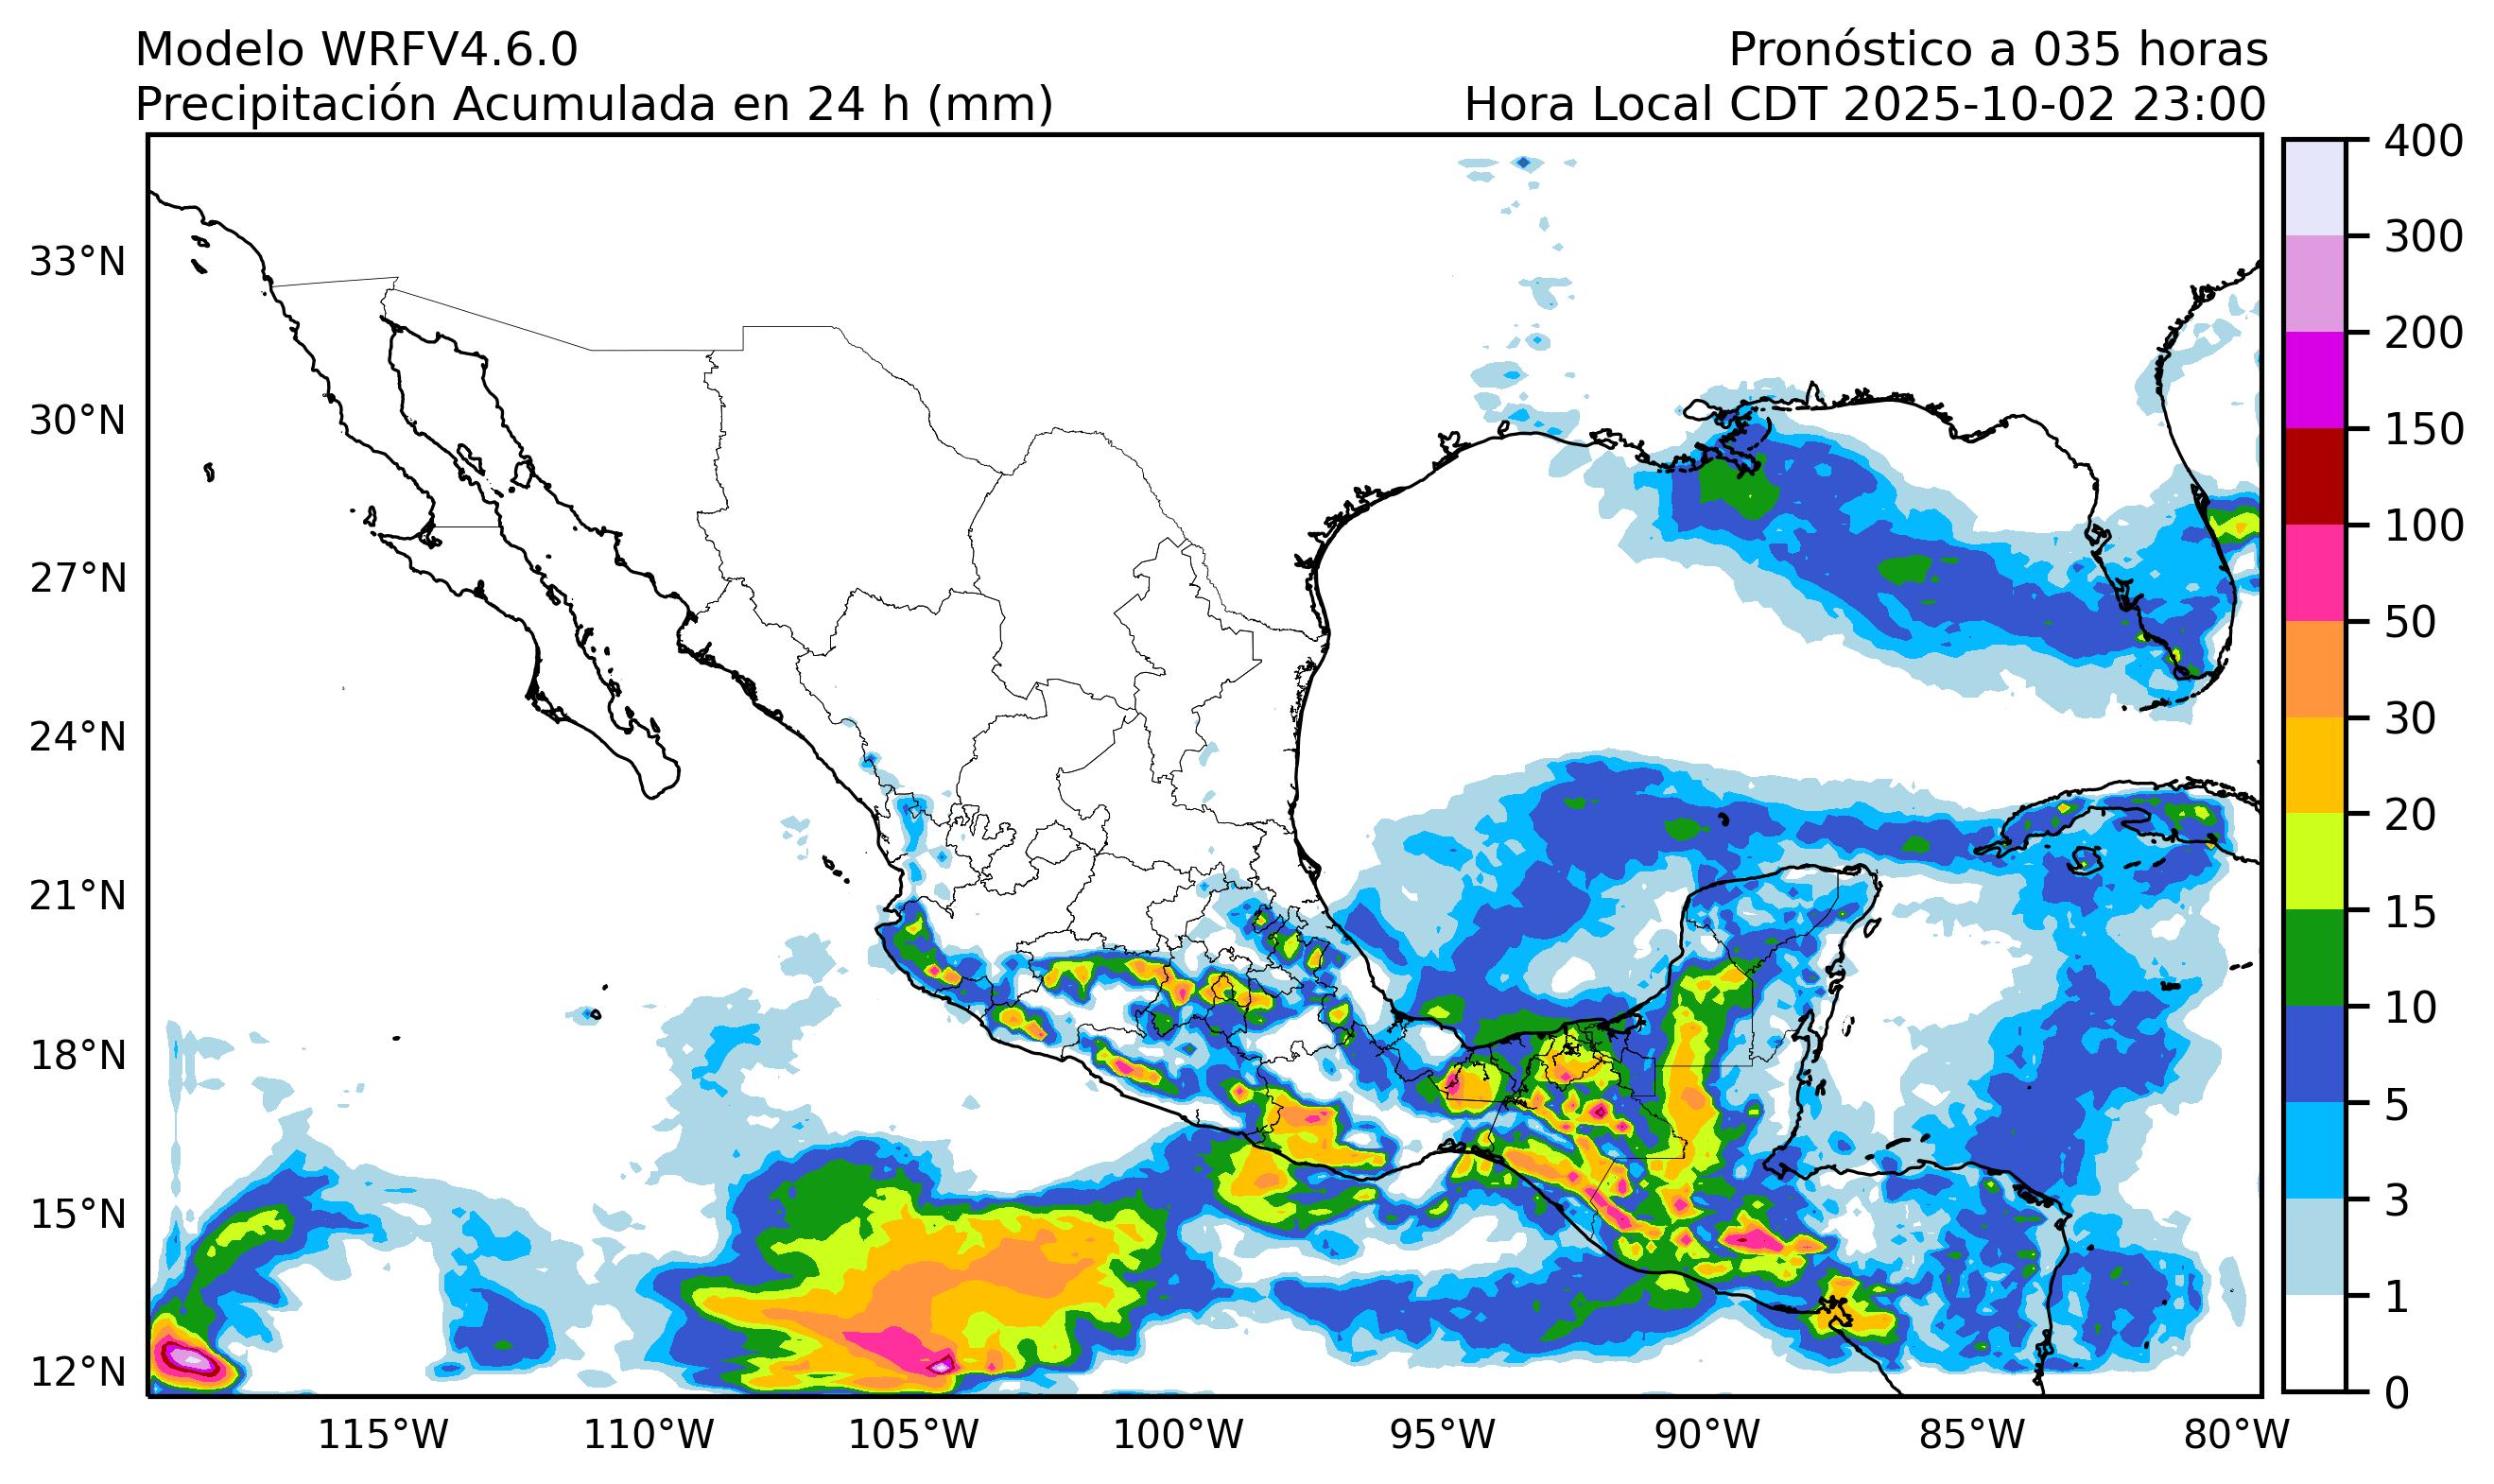 Modelo WRFV4.6.0
Pronóstico a 035 horas
Precipitación Acumulada en 24 h (mm)
Hora Local CDT 2025-10-02 23:00
33°N
30°N
27°N
24°N
21°N
18°N
15°N
12°N
115°W
110°W
105°W
100°W
95°W
90°W
85°W
80°W
400
300
200
150
100
50
30
20
15
10
5
3
1
0